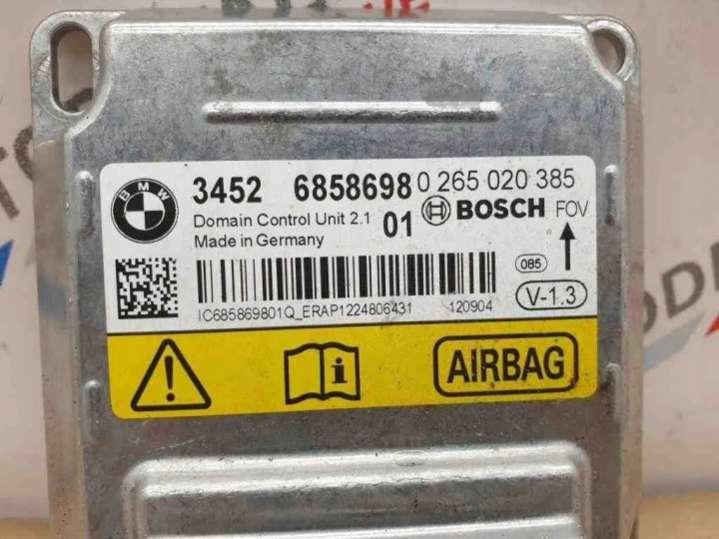 BMW
3452 6858698 0 265 020 385
Domain Control Unit 2.1 01 BOSCH FOV
Made in Germany
085
V-1.3
IC685869801Q_ERAP1224806431 120904
i
AIRBAG